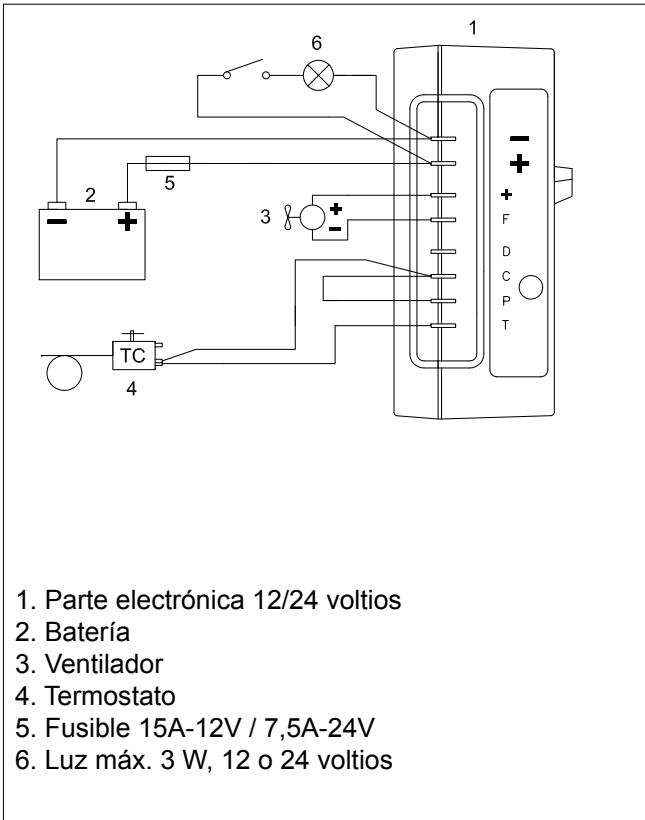 6
1
2
5
3
4
TC
−
+
+
−
−
+
+
F
D
C
P
T
1. Parte electrónica 12/24 voltios
2. Batería
3. Ventilador
4. Termostato
5. Fusible 15A-12V / 7,5A-24V
6. Luz máx. 3 W, 12 o 24 voltios